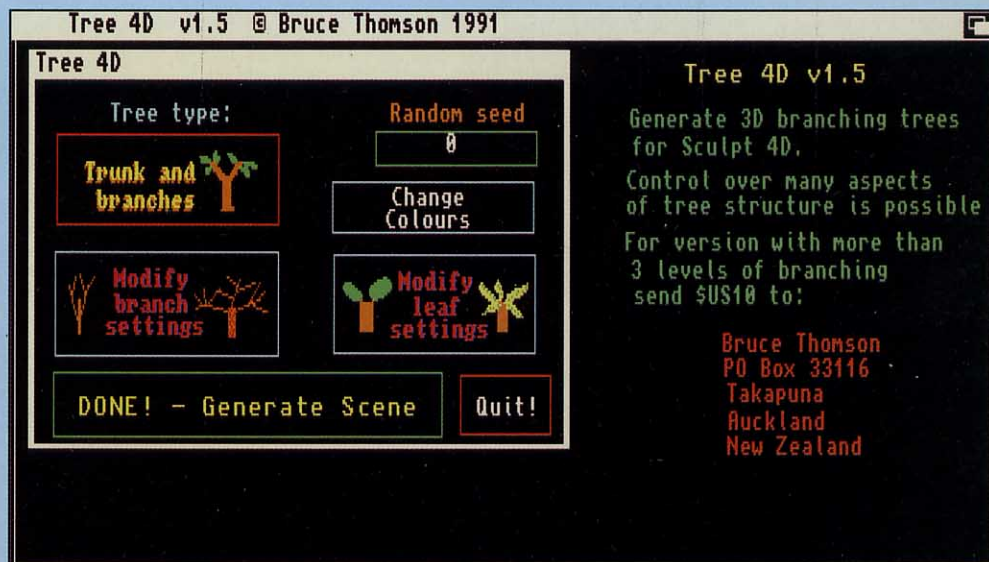 Tree 4D v1.5 © Bruce Thomson 1991
Tree 4D
Tree type:
Trunk and
branches
Random seed
0
Change
Colours
Modify
branch
settings
Modify
leaf
settings
DONE! - Generate Scene
Quit!
Tree 4D v1.5
Generate 3D branching trees
for Sculpt 4D.
Control over many aspects
of tree structure is possible
For version with more than
3 levels of branching
send $US10 to:
Bruce Thomson
PO Box 33116
Takapuna
Auckland
New Zealand